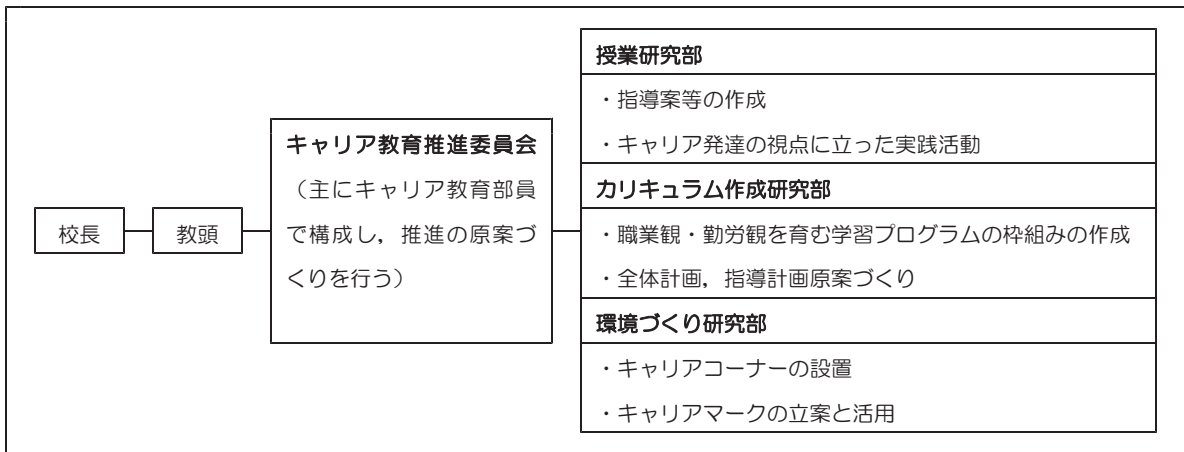 校長
教頭
キャリア教育推進委員会
（主にキャリア教育部員
で構成し，推進の原案づ
くりを行う）
授業研究部
・指導案等の作成
・キャリア発達の視点に立った実践活動
カリキュラム作成研究部
・職業観・勤労観を育む学習プログラムの枠組みの作成
・全体計画，指導計画原案づくり
環境づくり研究部
・キャリアコーナーの設置
・キャリアマークの立案と活用